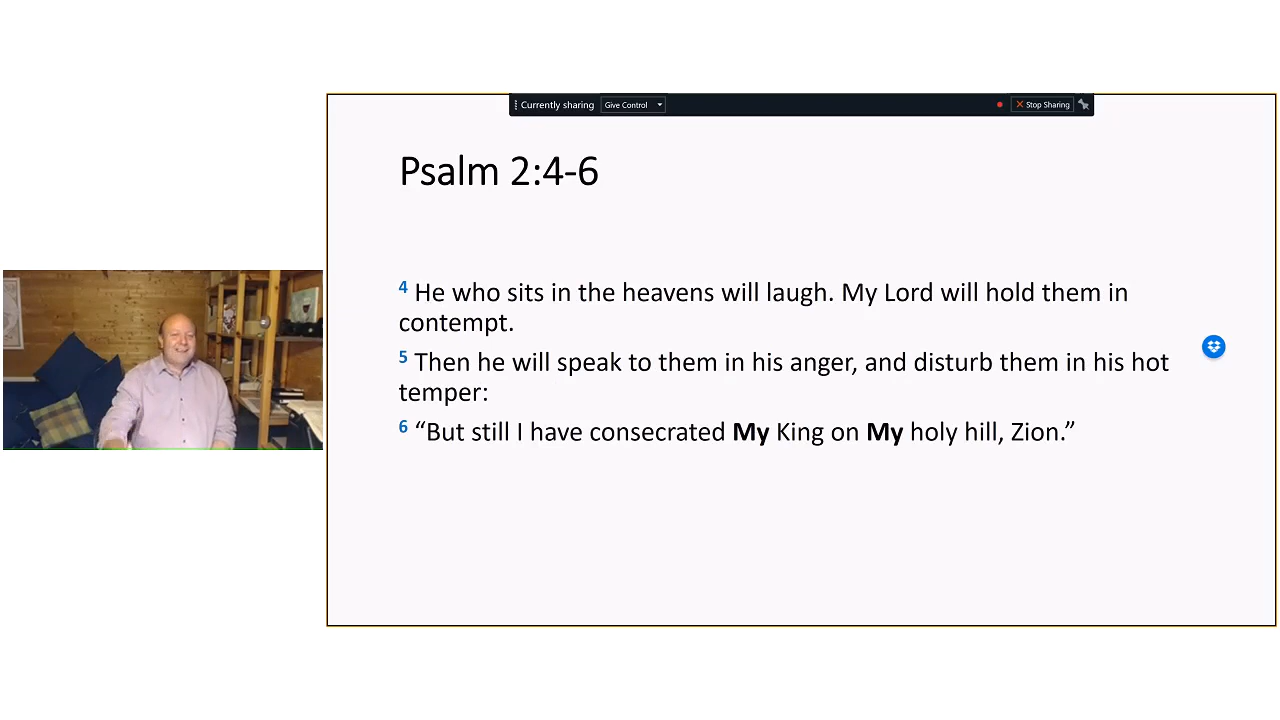 Currently sharing Give Control Stop Sharing
Psalm 2:4-6
4 He who sits in the heavens will laugh. My Lord will hold them in
contempt.
5 Then he will speak to them in his anger, and disturb them in his hot
temper:
6 “But still I have consecrated My King on My holy hill, Zion.”